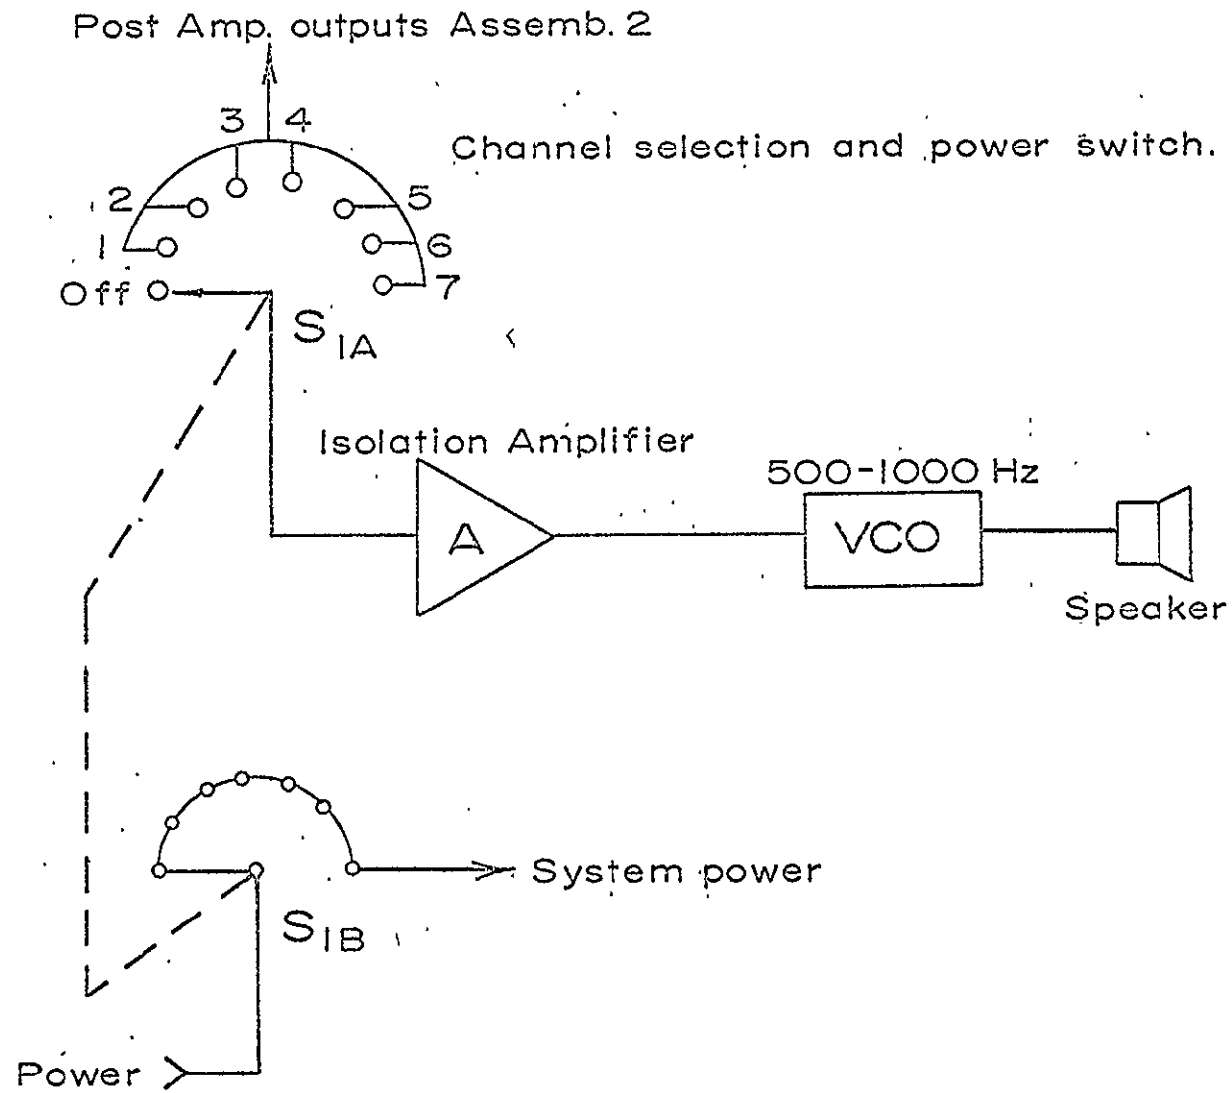 Post Amp. outputs Assemb. 2
3 4
Channel selection and power switch.
2 5
1 6
Off 7
S1A
Isolation Amplifier
500-1000 Hz
A
VCO
Speaker
System power
S1B
Power